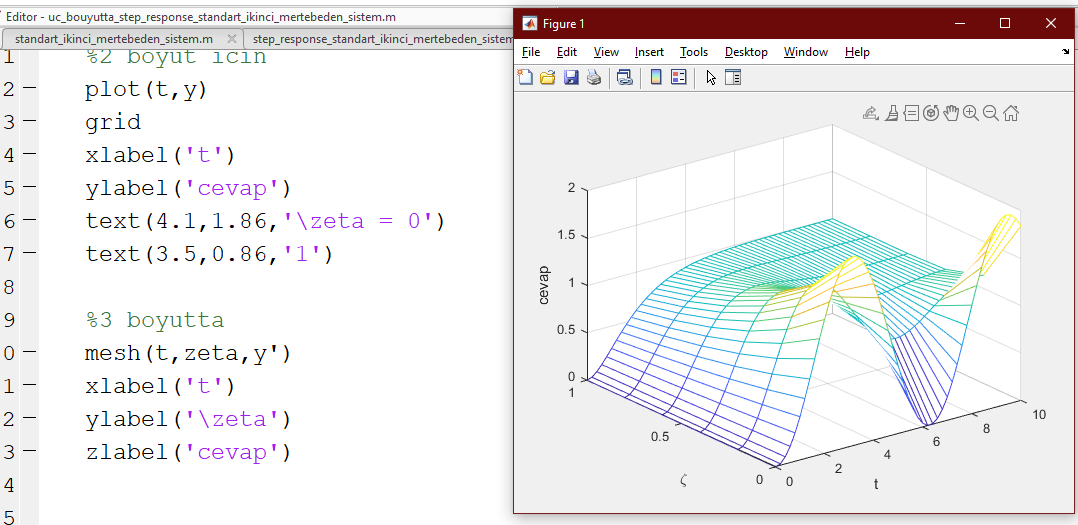 Editor - uc_bouyutta_step_response_standart_ikinci_mertebeden_sistem.m
standart_ikinci_mertebeden_sistem.m × step_response_standart_ikinci_mertebeden_sistem
1 %2 boyut icin
2 — plot(t,y)
3 — grid
4 — xlabel('t')
5 — ylabel('cevap')
6 — text(4.1,1.86,'\zeta = 0')
7 — text(3.5,0.86,'1')
8
9 %3 boyutta
0 — mesh(t,zeta,y')
1 — xlabel('t')
2 — ylabel('\zeta')
3 — zlabel('cevap')
4
5
Figure 1
File Edit View Insert Tools Desktop Window Help
2
1.5
1
0.5
0
cevap
1
0.5
0
ζ
0
2
4
6
8
10
t